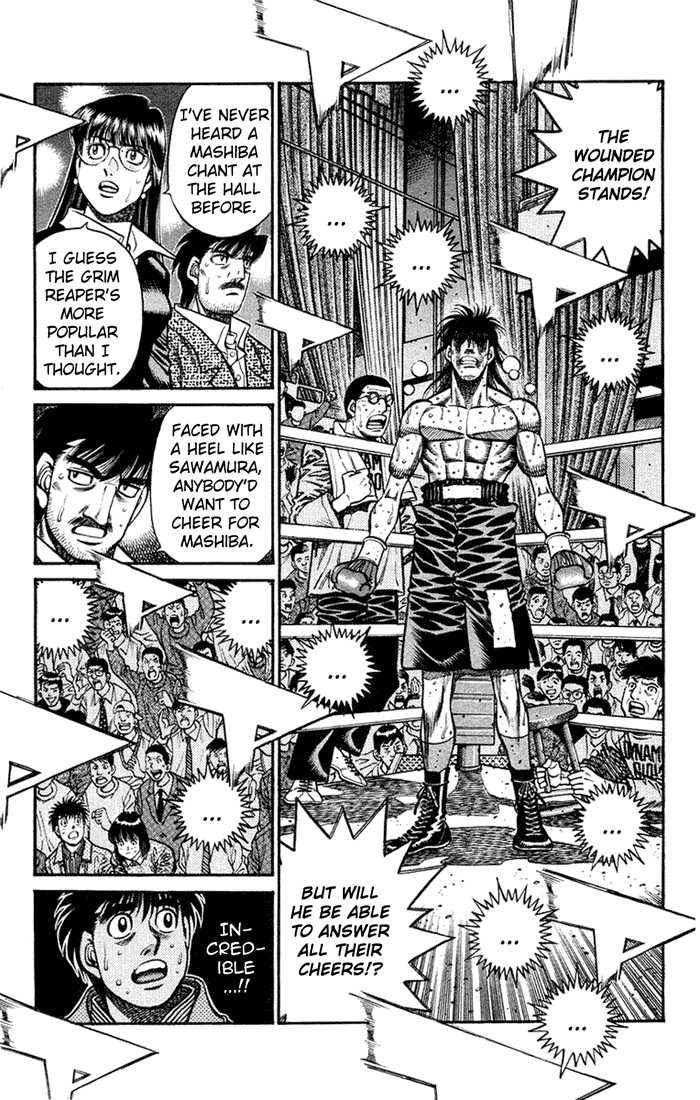 THE
WOUNDED
CHAMPION
STANDS!
...
...
...
...
...
I'VE NEVER
HEARD A
MASHIBA
CHANT AT
THE HALL
BEFORE.
I GUESS
THE GRIM
REAPER'S
MORE
POPULAR
THAN I
THOUGHT.
FACED WITH
A HEEL LIKE
SAWAMURA,
ANYBODY'D
WANT TO
CHEER FOR
MASHIBA.
...
...
...
...
BUT WILL
HE BE ABLE
TO ANSWER
ALL THEIR
CHEERS!?
...
...
...
IN-
CRED-
IBLE
...!!